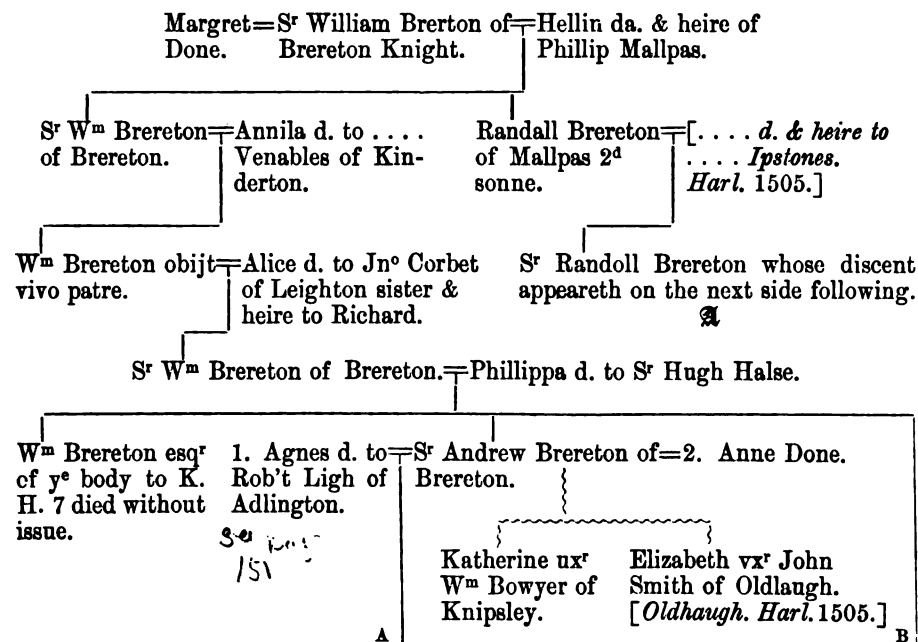 Margret=Sʳ William Brerton of=Hellin da. & heire of
Done. Brereton Knight. Phillip Mallpas.
Sʳ Wᵐ Brereton=Annila d. to . . . .
of Brereton. Venables of Kin-
derton.
Randall Brereton=[. . . . d. & heire to
of Mallpas 2ᵈ . . . . Ipstones.
sonne. Harl. 1505.]
Wᵐ Brereton obijt=Alice d. to Jnᵒ Corbet
vivo patre. of Leighton sister &
heire to Richard.
Sʳ Randoll Brereton whose discent
appeareth on the next side following.
A
Sʳ Wᵐ Brereton of Brereton.=Phillippa d. to Sʳ Hugh Halse.
Wᵐ Brereton esqʳ
of yᵉ body to K.
H. 7 died without
issue.
1. Agnes d. to=Sʳ Andrew Brereton of=2. Anne Done.
Rob't Ligh of Brereton.
Adlington.
151
Katherine uxʳ
Wᵐ Bowyer of
Knipsley.
Elizabeth vxʳ John
Smith of Oldlaugh.
[Oldhaugh. Harl. 1505.]
A B